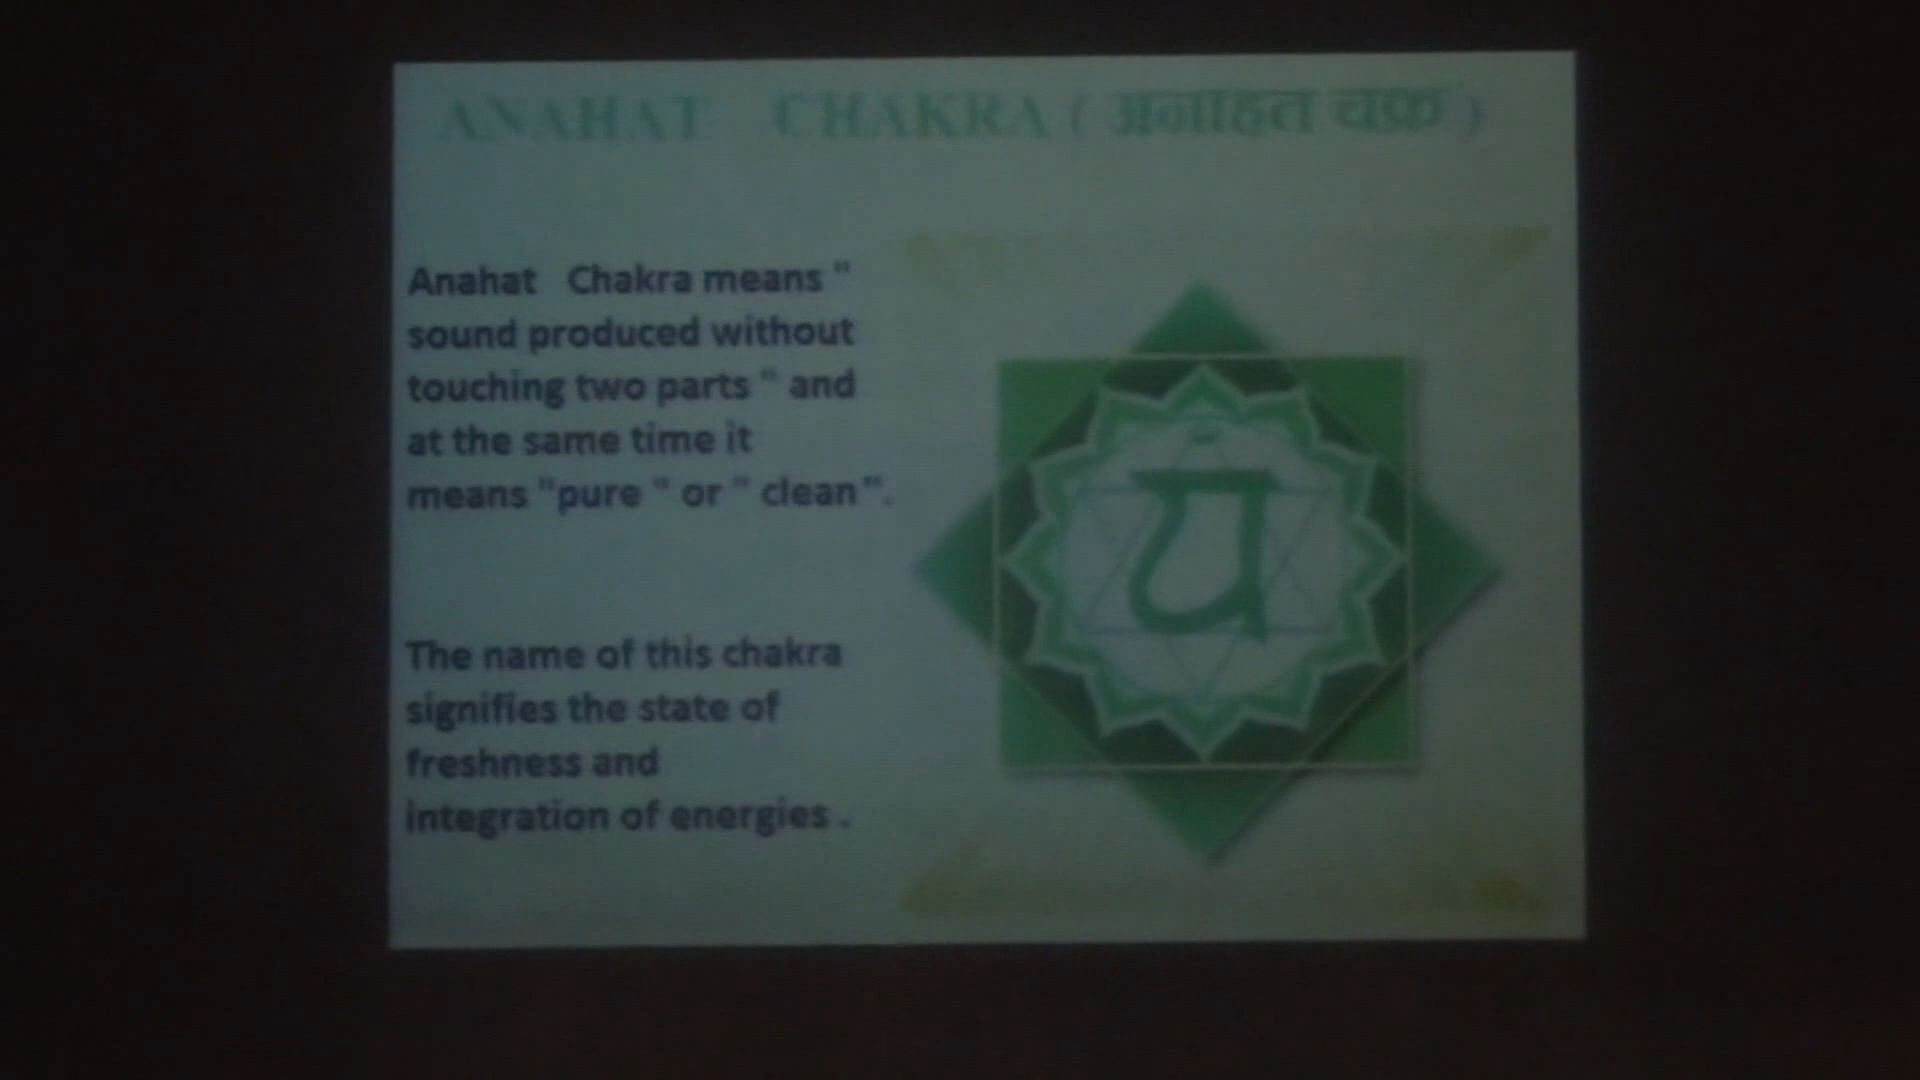 ANAHAT CHAKRA ( अनाहत चक्र )
Anahat Chakra means "
sound produced without
touching two parts " and
at the same time it
means "pure " or " clean ".
The name of this chakra
signifies the state of
freshness and
integration of energies .
यं